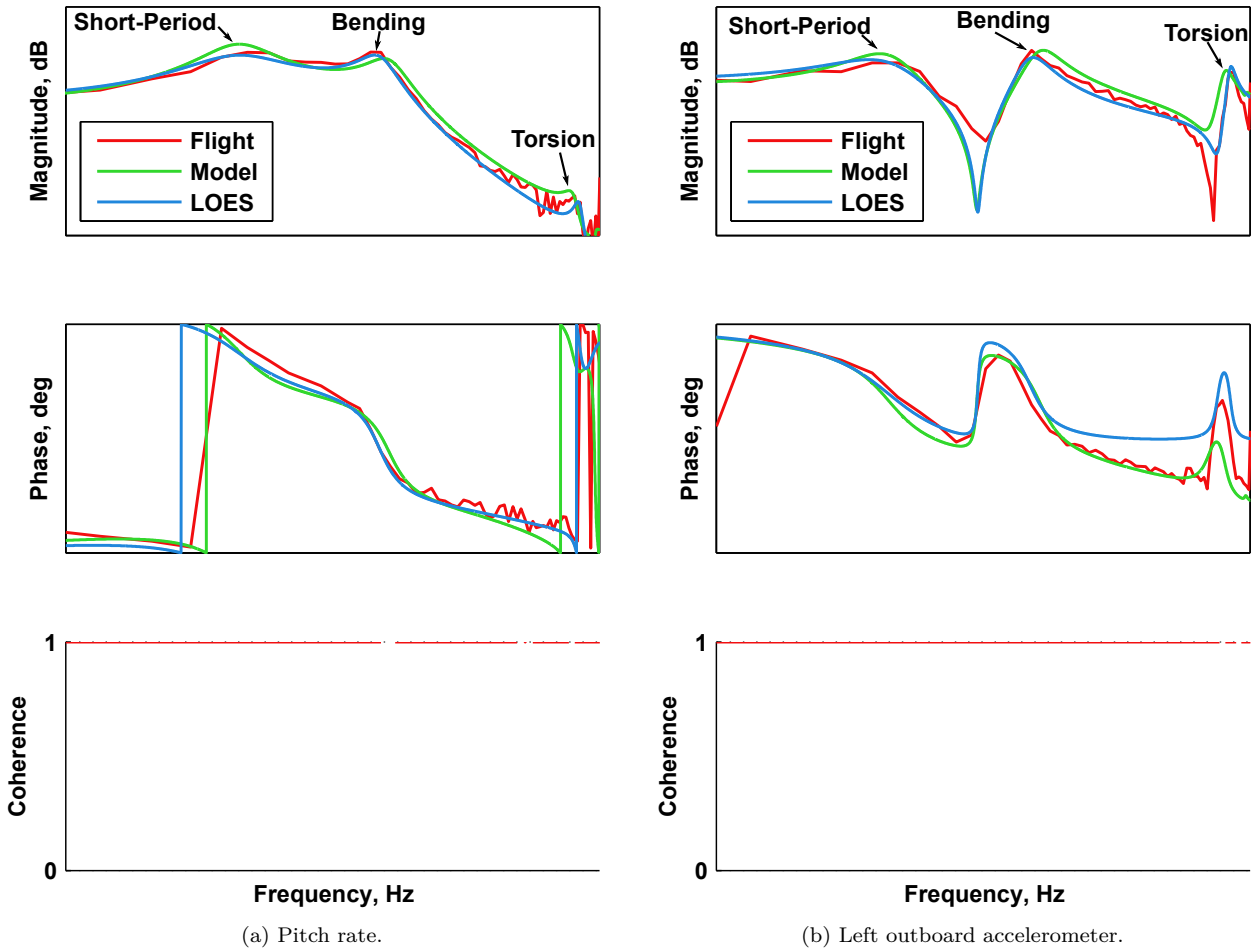 Short-Period
Bending
Torsion
Magnitude, dB
Flight
Model
LOES
Phase, deg
Coherence
1
0
Frequency, Hz
(a) Pitch rate.
Short-Period
Bending
Torsion
Magnitude, dB
Flight
Model
LOES
Phase, deg
Coherence
1
0
Frequency, Hz
(b) Left outboard accelerometer.